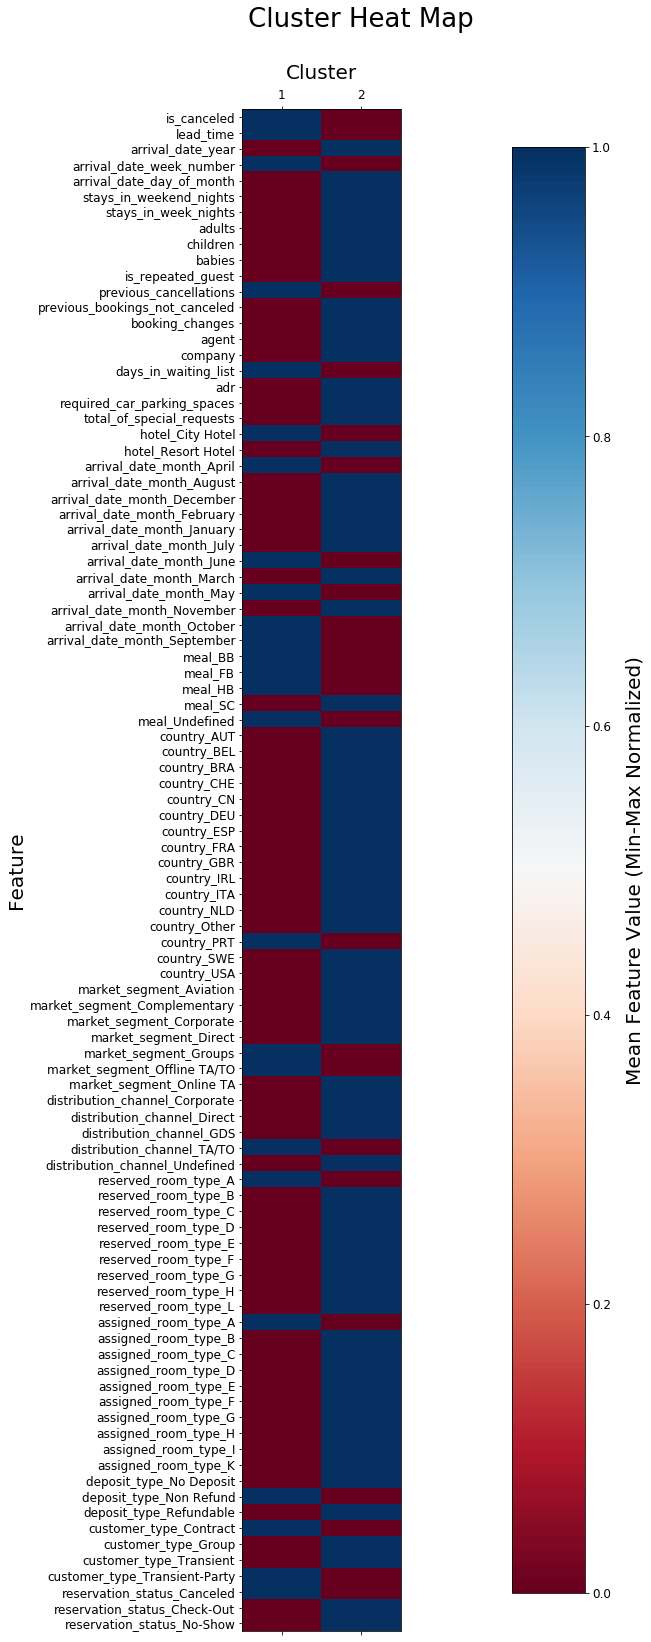 Cluster Heat Map
Cluster
1 2
is_canceled
lead_time
arrival_date_year
arrival_date_week_number
arrival_date_day_of_month
stays_in_weekend_nights
stays_in_week_nights
adults
children
babies
is_repeated_guest
previous_cancellations
previous_bookings_not_canceled
booking_changes
agent
company
days_in_waiting_list
adr
required_car_parking_spaces
total_of_special_requests
hotel_City Hotel
hotel_Resort Hotel
arrival_date_month_April
arrival_date_month_August
arrival_date_month_December
arrival_date_month_February
arrival_date_month_January
arrival_date_month_July
arrival_date_month_June
arrival_date_month_March
arrival_date_month_May
arrival_date_month_November
arrival_date_month_October
arrival_date_month_September
meal_BB
meal_FB
meal_HB
meal_SC
meal_Undefined
country_AUT
country_BEL
country_BRA
country_CHE
country_CN
country_DEU
country_ESP
country_FRA
country_GBR
country_IRL
country_ITA
country_NLD
country_Other
country_PRT
country_SWE
country_USA
market_segment_Aviation
market_segment_Complementary
market_segment_Corporate
market_segment_Direct
market_segment_Groups
market_segment_Offline TA/TO
market_segment_Online TA
distribution_channel_Corporate
distribution_channel_Direct
distribution_channel_GDS
distribution_channel_TA/TO
distribution_channel_Undefined
reserved_room_type_A
reserved_room_type_B
reserved_room_type_C
reserved_room_type_D
reserved_room_type_E
reserved_room_type_F
reserved_room_type_G
reserved_room_type_H
reserved_room_type_L
assigned_room_type_A
assigned_room_type_B
assigned_room_type_C
assigned_room_type_D
assigned_room_type_E
assigned_room_type_F
assigned_room_type_G
assigned_room_type_H
assigned_room_type_I
assigned_room_type_K
deposit_type_No Deposit
deposit_type_Non Refund
deposit_type_Refundable
customer_type_Contract
customer_type_Group
customer_type_Transient
customer_type_Transient-Party
reservation_status_Canceled
reservation_status_Check-Out
reservation_status_No-Show
Feature
1.0
0.8
0.6
0.4
0.2
0.0
Mean Feature Value (Min-Max Normalized)